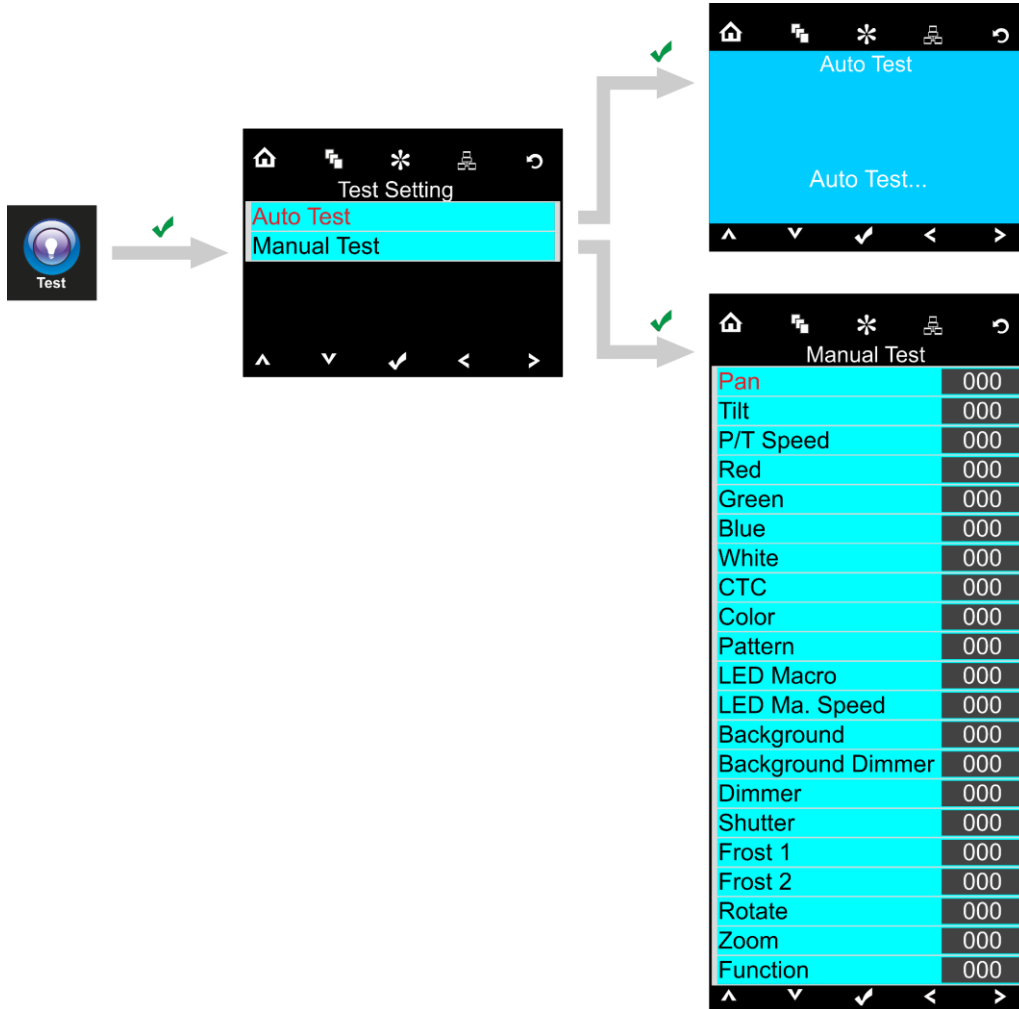 Test
Test Setting
Auto Test
Manual Test
Auto Test
Auto Test...
Manual Test
Pan 000
Tilt 000
P/T Speed 000
Red 000
Green 000
Blue 000
White 000
CTC 000
Color 000
Pattern 000
LED Macro 000
LED Ma. Speed 000
Background 000
Background Dimmer 000
Dimmer 000
Shutter 000
Frost 1 000
Frost 2 000
Rotate 000
Zoom 000
Function 000